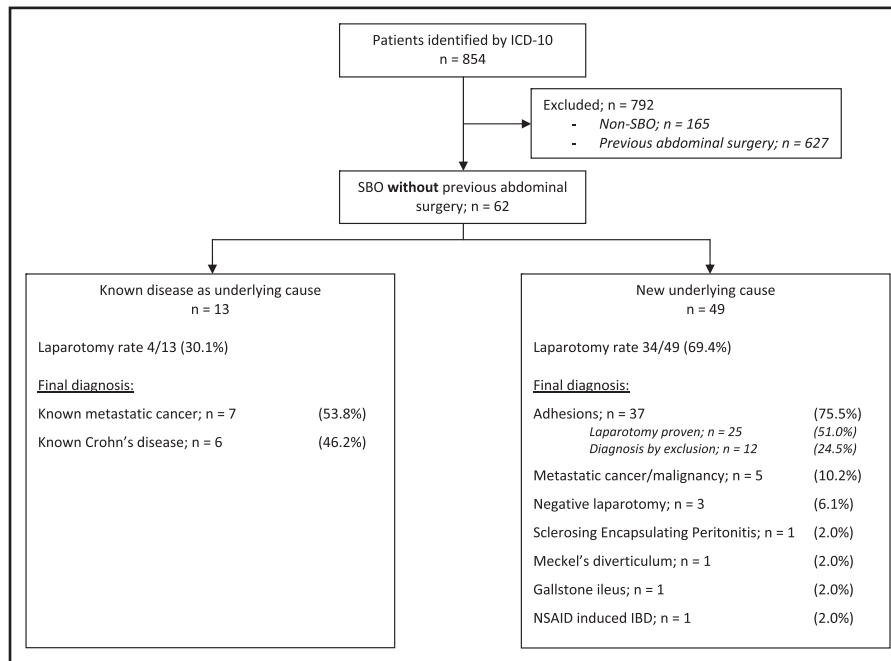 Patients identified by ICD-10
n = 854
Excluded; n = 792
- Non-SBO; n = 165
- Previous abdominal surgery; n = 627
SBO without previous abdominal
surgery; n = 62
Known disease as underlying cause
n = 13
Laparotomy rate 4/13 (30.1%)
Final diagnosis:
Known metastatic cancer; n = 7 (53.8%)
Known Crohn's disease; n = 6 (46.2%)
New underlying cause
n = 49
Laparotomy rate 34/49 (69.4%)
Final diagnosis:
Adhesions; n = 37 (75.5%)
Laparotomy proven; n = 25 (51.0%)
Diagnosis by exclusion; n = 12 (24.5%)
Metastatic cancer/malignancy; n = 5 (10.2%)
Negative laparotomy; n = 3 (6.1%)
Sclerosing Encapsulating Peritonitis; n = 1 (2.0%)
Meckel's diverticulum; n = 1 (2.0%)
Gallstone ileus; n = 1 (2.0%)
NSAID induced IBD; n = 1 (2.0%)